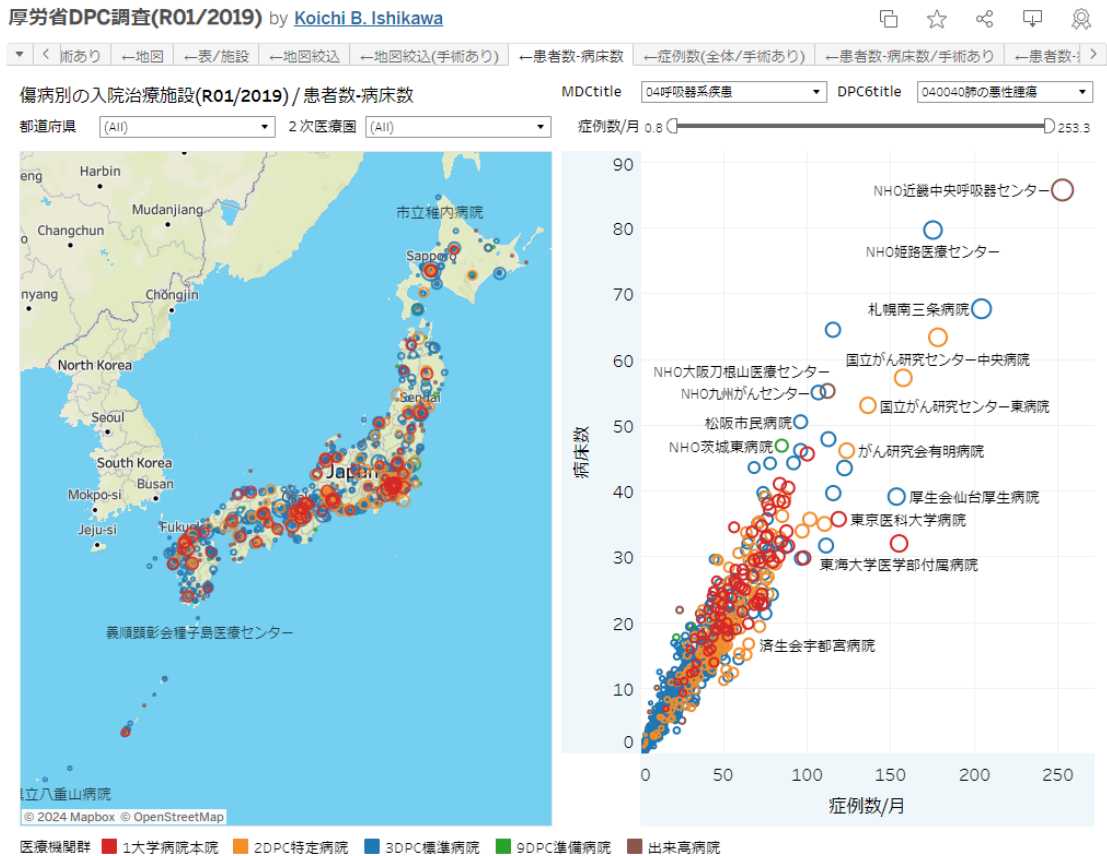 厚労省DPC調査(R01/2019) by Koichi B. Ishikawa
術あり) ←地図 ←表/施設 ←地図絞込 ←地図絞込(手術あり) ←患者数-病床数 ←症例数(全体/手術あり) ←患者数-病床数/手術あり ←患者数-
傷病別の入院治療施設(R01/2019) / 患者数-病床数
MDCtitle 04呼吸器系疾患 DPC6title 040040肺の悪性腫瘍
都道府県 (All) 2次医療圏 (All) 症例数/月 0.8 253.3
eng
Harbin
Mudanjiang
Changchun
nyang
Chongjin
North Korea
Seoul
South Korea
Mokpo-si
Busan
Jeju-si
市立稚内病院
Sapporo
Sendai
Japan
Osaka
Fukuoka
義順顕彰会種子島医療センター
立八重山病院
© 2024 Mapbox © OpenStreetMap
病床数
90
80
70
60
50
40
30
20
10
0
NHO近畿中央呼吸器センター
NHO姫路医療センター
札幌南三条病院
国立がん研究センター中央病院
NHO大阪刀根山医療センター
NHO九州がんセンター
国立がん研究センター東病院
松阪市民病院
NHO茨城東病院
がん研究会有明病院
厚生会仙台厚生病院
東京医科大学病院
東海大学医学部付属病院
済生会宇都宮病院
0 50 100 150 200 250
症例数/月
医療機関群 1大学病院本院 2DPC特定病院 3DPC標準病院 9DPC準備病院 出来高病院